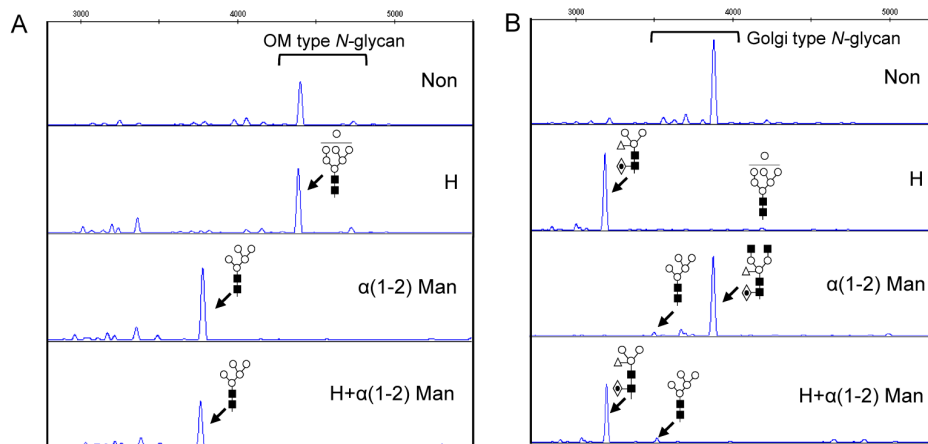 A
3000 4000 5000
OM type N-glycan
Non
H
α(1-2) Man
H+α(1-2) Man
B
3000 4000 5000
Golgi type N-glycan
Non
H
α(1-2) Man
H+α(1-2) Man